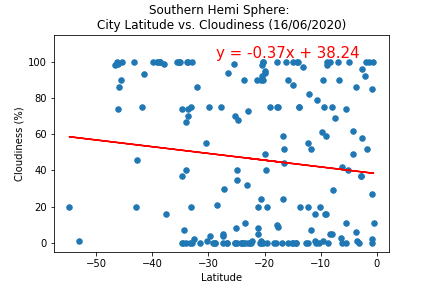 Southern Hemi Sphere:
City Latitude vs. Cloudiness (16/06/2020)
y = -0.37x + 38.24
100
80
60
40
20
0
Cloudiness (%)
−50 −40 −30 −20 −10 0
Latitude